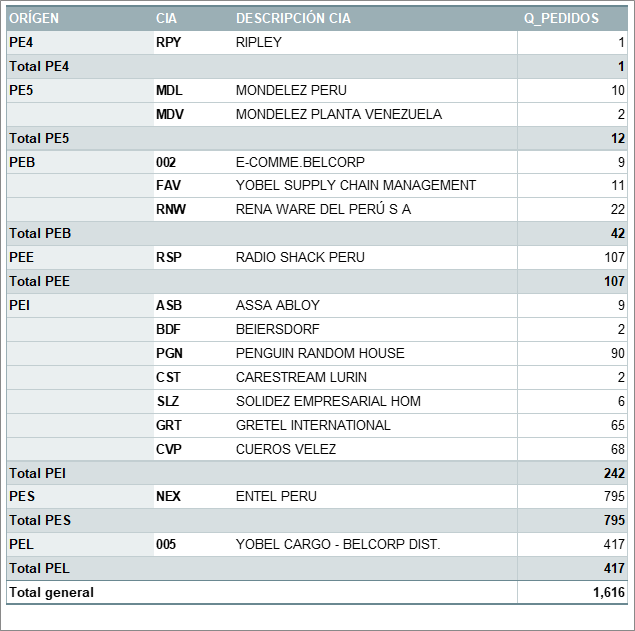 ORÍGEN CIA DESCRIPCIÓN CIA Q_PEDIDOS
PE4 RPY RIPLEY 1
Total PE4 1
PE5 MDL MONDELEZ PERU 10
MDV MONDELEZ PLANTA VENEZUELA 2
Total PE5 12
PEB 002 E-COMME.BELCORP 9
FAV YOBEL SUPPLY CHAIN MANAGEMENT 11
RNW RENA WARE DEL PERÚ S A 22
Total PEB 42
PEE RSP RADIO SHACK PERU 107
Total PEE 107
PEI ASB ASSA ABLOY 9
BDF BEIERSDORF 2
PGN PENGUIN RANDOM HOUSE 90
CST CARESTREAM LURIN 2
SLZ SOLIDEZ EMPRESARIAL HOM 6
GRT GRETEL INTERNATIONAL 65
CVP CUEROS VELEZ 68
Total PEI 242
PES NEX ENTEL PERU 795
Total PES 795
PEL 005 YOBEL CARGO - BELCORP DIST. 417
Total PEL 417
Total general 1,616